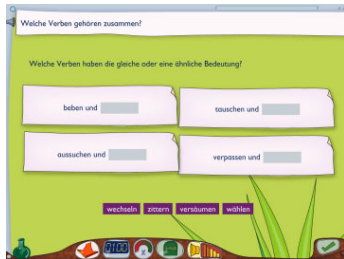 Welche Verben gehören zusammen?
Welche Verben haben die gleiche oder eine ähnliche Bedeutung?
beben und
tauschen und
aussuchen und
verpassen und
wechseln zittern versäumen wählen